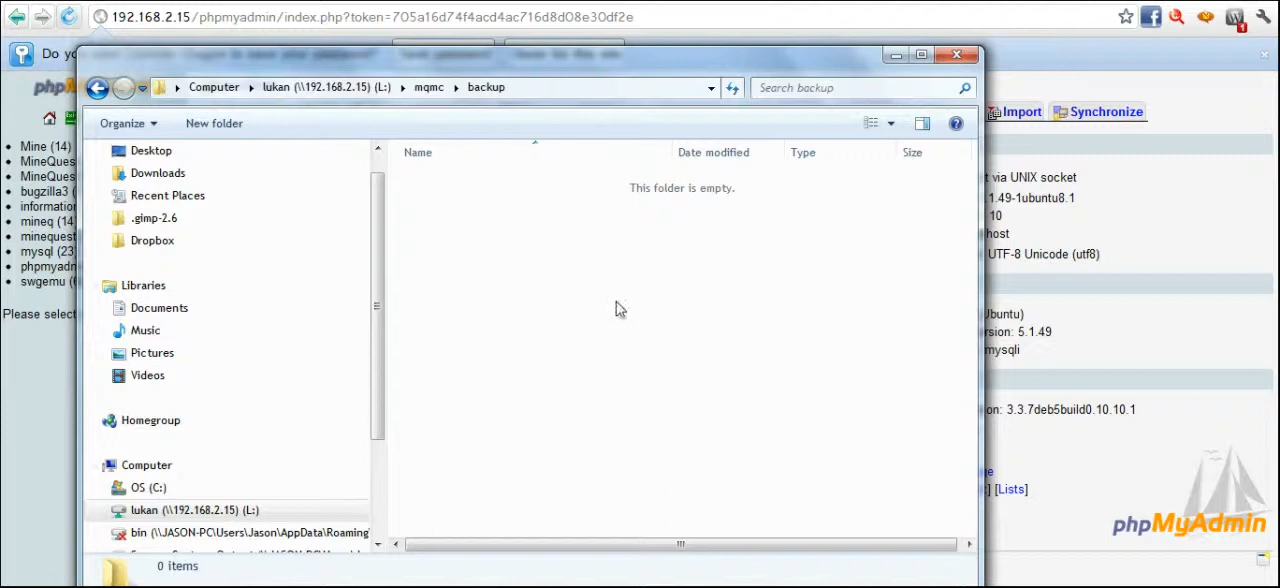 192.168.2.15/phpmyadmin/index.php?token=705a16d74f4acd4ac716d8d08e30df2e
Do yo
Computer lukan (\\192.168.2.15) (L:) mqmc backup
Search backup
Organize
New folder
Name
Date modified
Type
Size
This folder is empty.
Desktop
Downloads
Recent Places
.gimp-2.6
Dropbox
Libraries
Documents
Music
Pictures
Videos
Homegroup
Computer
OS (C:)
lukan (\\192.168.2.15) (L:)
bin (\\JASON-PC\Users\Jason\AppData\Roaming
0 items
phpM
Mine (14)
MineQues
MineQues
bugzilla3 (
information
mineq (14
minequest
mysql (23
phpmyadm
swgemu (6
Please select
Import
Synchronize
t via UNIX socket
.1.49-1ubuntu8.1
10
host
UTF-8 Unicode (utf8)
Ubuntu)
rsion: 5.1.49
mysqli
on: 3.3.7deb5build0.10.10.1
ge
] [Lists]
phpMyAdmin